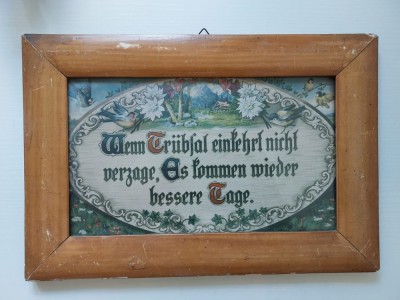 Wenn Trübsal einkehrt nicht
verzage, Es kommen wieder
bessere Tage.